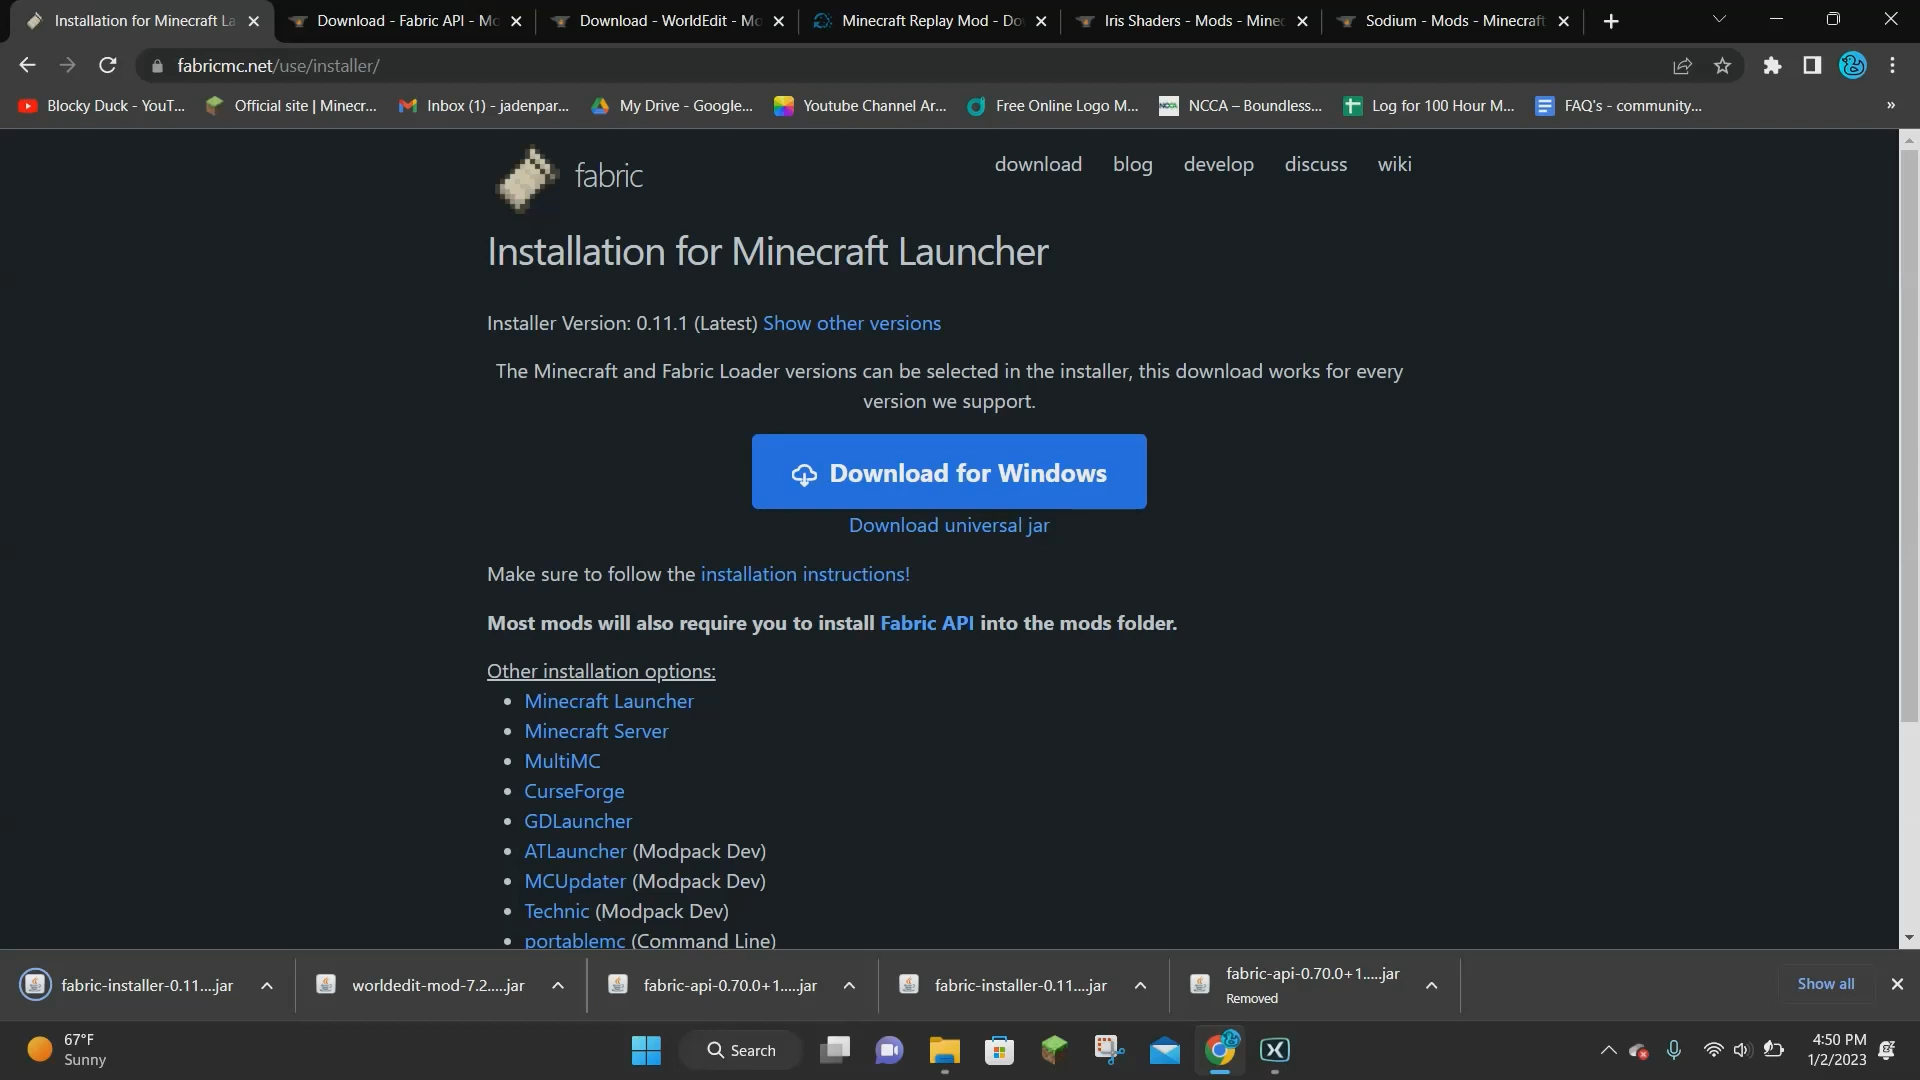 Installation for Minecraft La
Download - Fabric API - Mo
Download - WorldEdit - Mo
Minecraft Replay Mod - Do
Iris Shaders - Mods - Minec
Sodium - Mods - Minecraft
fabricmc.net/use/installer/
Blocky Duck - YouT...
Official site | Minecr...
Inbox (1) - jadenpar...
My Drive - Google...
Youtube Channel Ar...
Free Online Logo M...
NCCA
NCCA – Boundless...
Log for 100 Hour M...
FAQ's - community...
»
fabric
download
blog
develop
discuss
wiki
Installation for Minecraft Launcher
Installer Version: 0.11.1 (Latest) Show other versions
The Minecraft and Fabric Loader versions can be selected in the installer, this download works for every
version we support.
Download for Windows
Download universal jar
Make sure to follow the installation instructions!
Most mods will also require you to install Fabric API into the mods folder.
Other installation options:
• Minecraft Launcher
• Minecraft Server
• MultiMC
• CurseForge
• GDLauncher
• ATLauncher (Modpack Dev)
• MCUpdater (Modpack Dev)
• Technic (Modpack Dev)
• portablemc (Command Line)
fabric-installer-0.11....jar
worldedit-mod-7.2.....jar
fabric-api-0.70.0+1.....jar
fabric-installer-0.11....jar
fabric-api-0.70.0+1.....jar
Removed
Show all
67°F
Sunny
Search
4:50 PM
1/2/2023